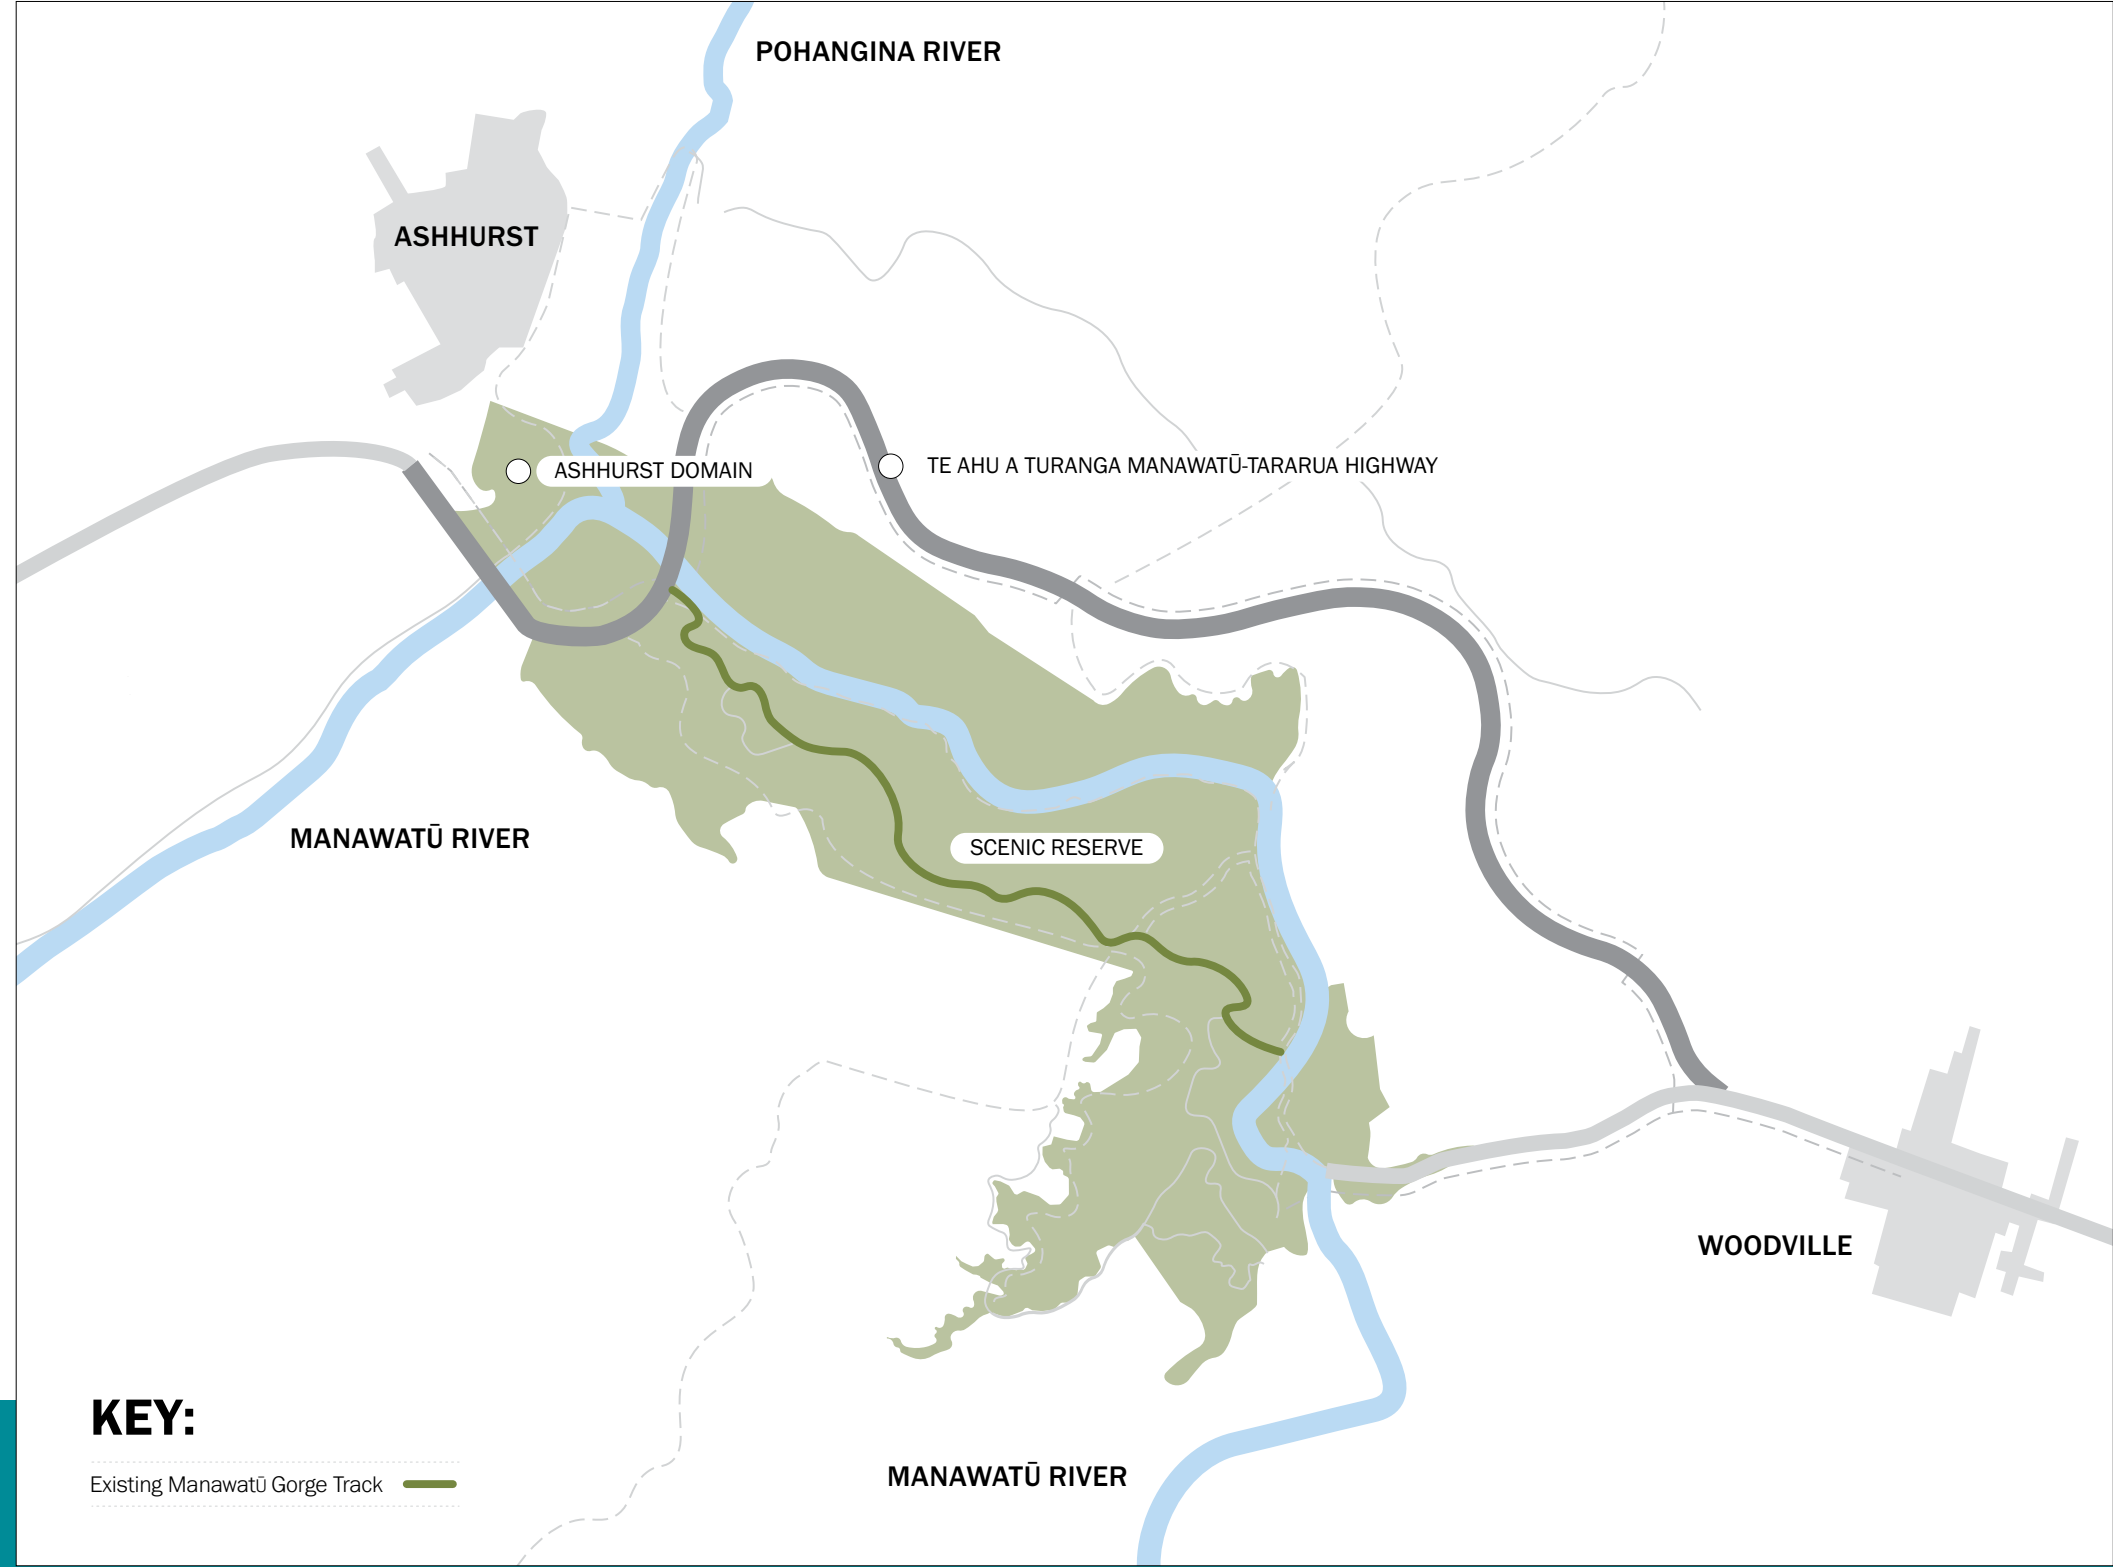 POHANGINA RIVER
ASHHURST
ASHHURST DOMAIN
TE AHU A TURANGA MANAWATŪ-TARARUA HIGHWAY
MANAWATŪ RIVER
SCENIC RESERVE
WOODVILLE
KEY:
Existing Manawatū Gorge Track
MANAWATŪ RIVER